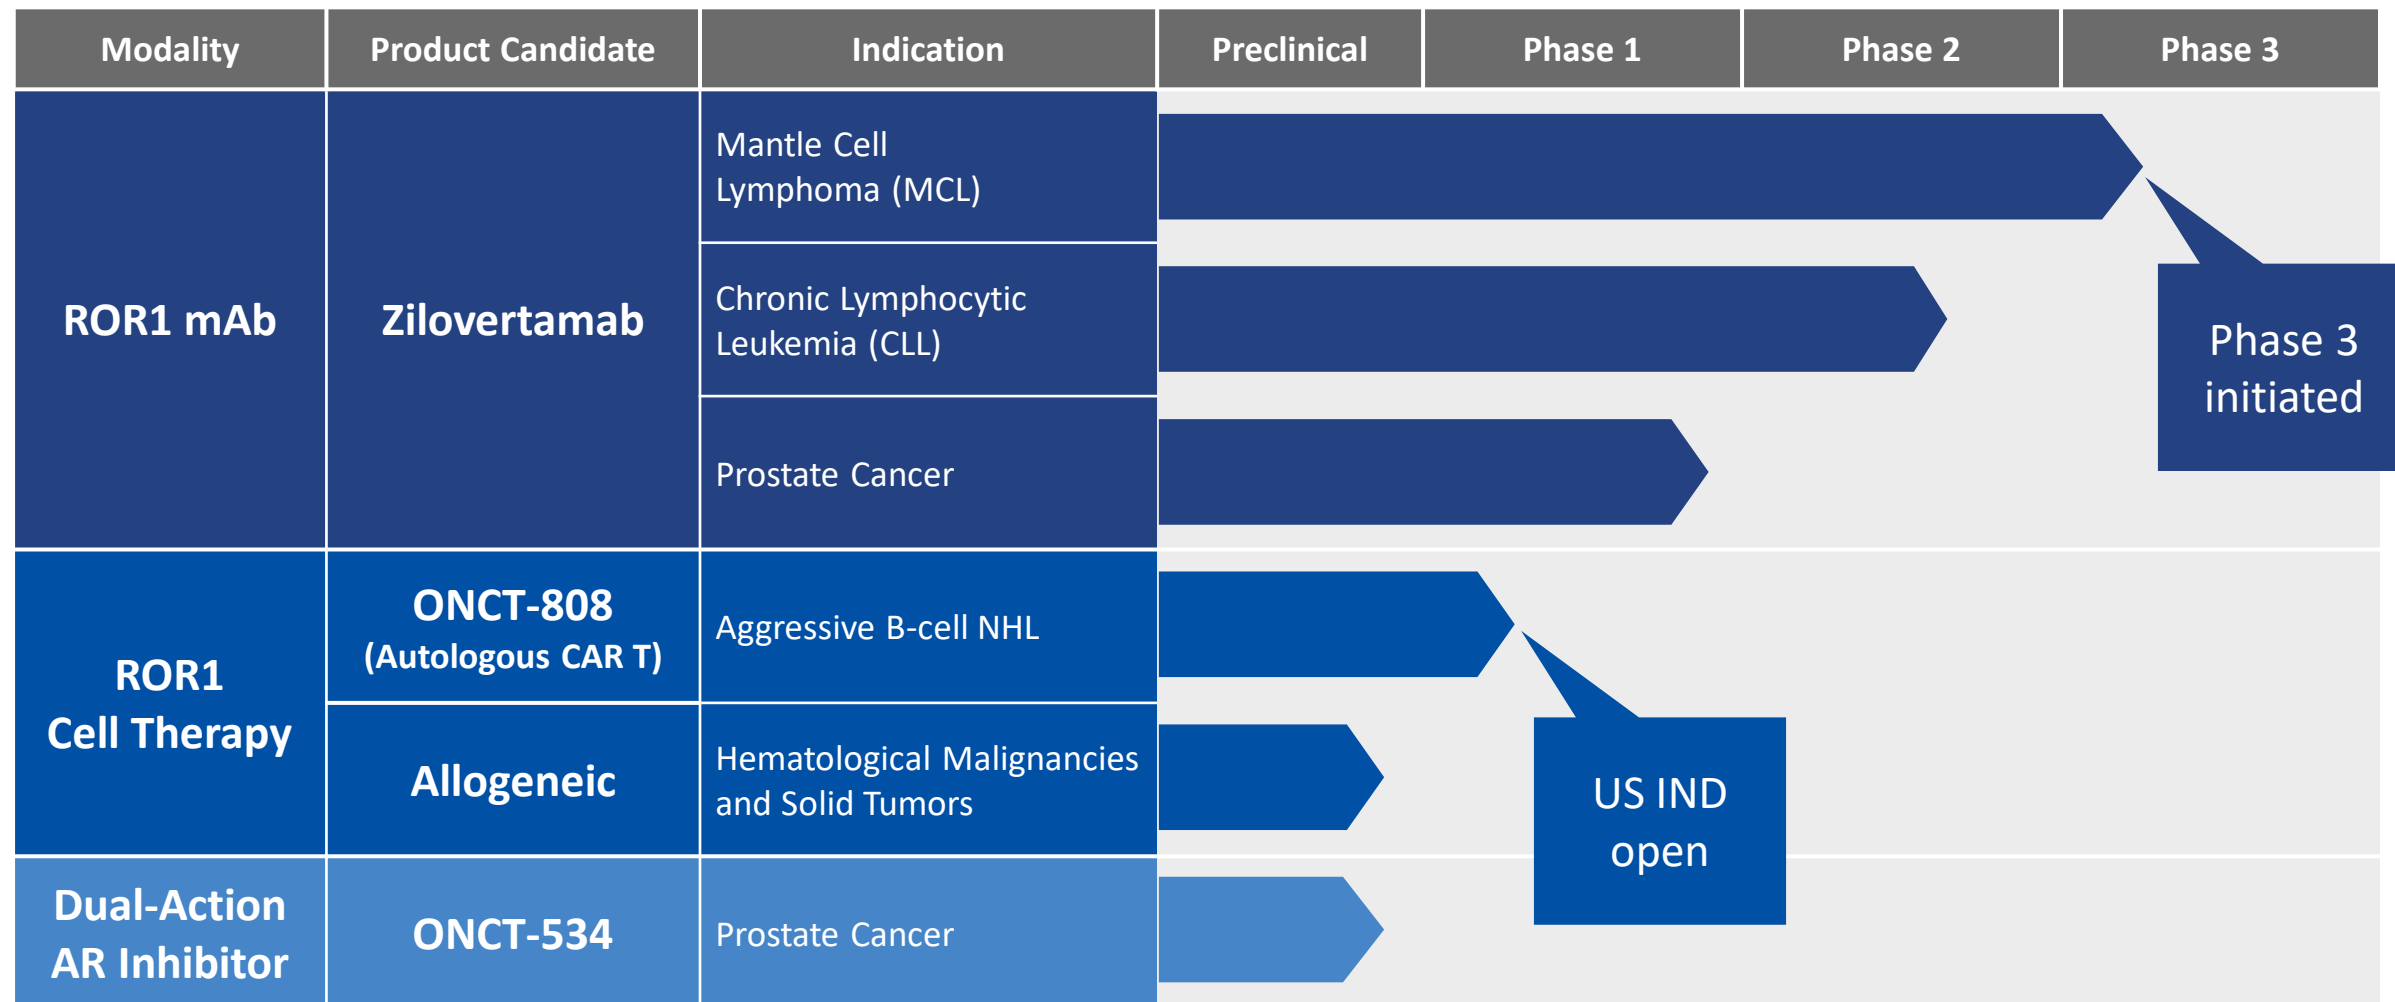 Modality Product Candidate Indication Preclinical Phase 1 Phase 2 Phase 3
ROR1 mAb
Zilovertamab
Mantle Cell
Lymphoma (MCL)
Chronic Lymphocytic
Leukemia (CLL)
Prostate Cancer
Phase 3
initiated
ROR1
Cell Therapy
ONCT-808
(Autologous CAR T)
Aggressive B-cell NHL
Allogeneic
Hematological Malignancies
and Solid Tumors
US IND
open
Dual-Action
AR Inhibitor
ONCT-534
Prostate Cancer